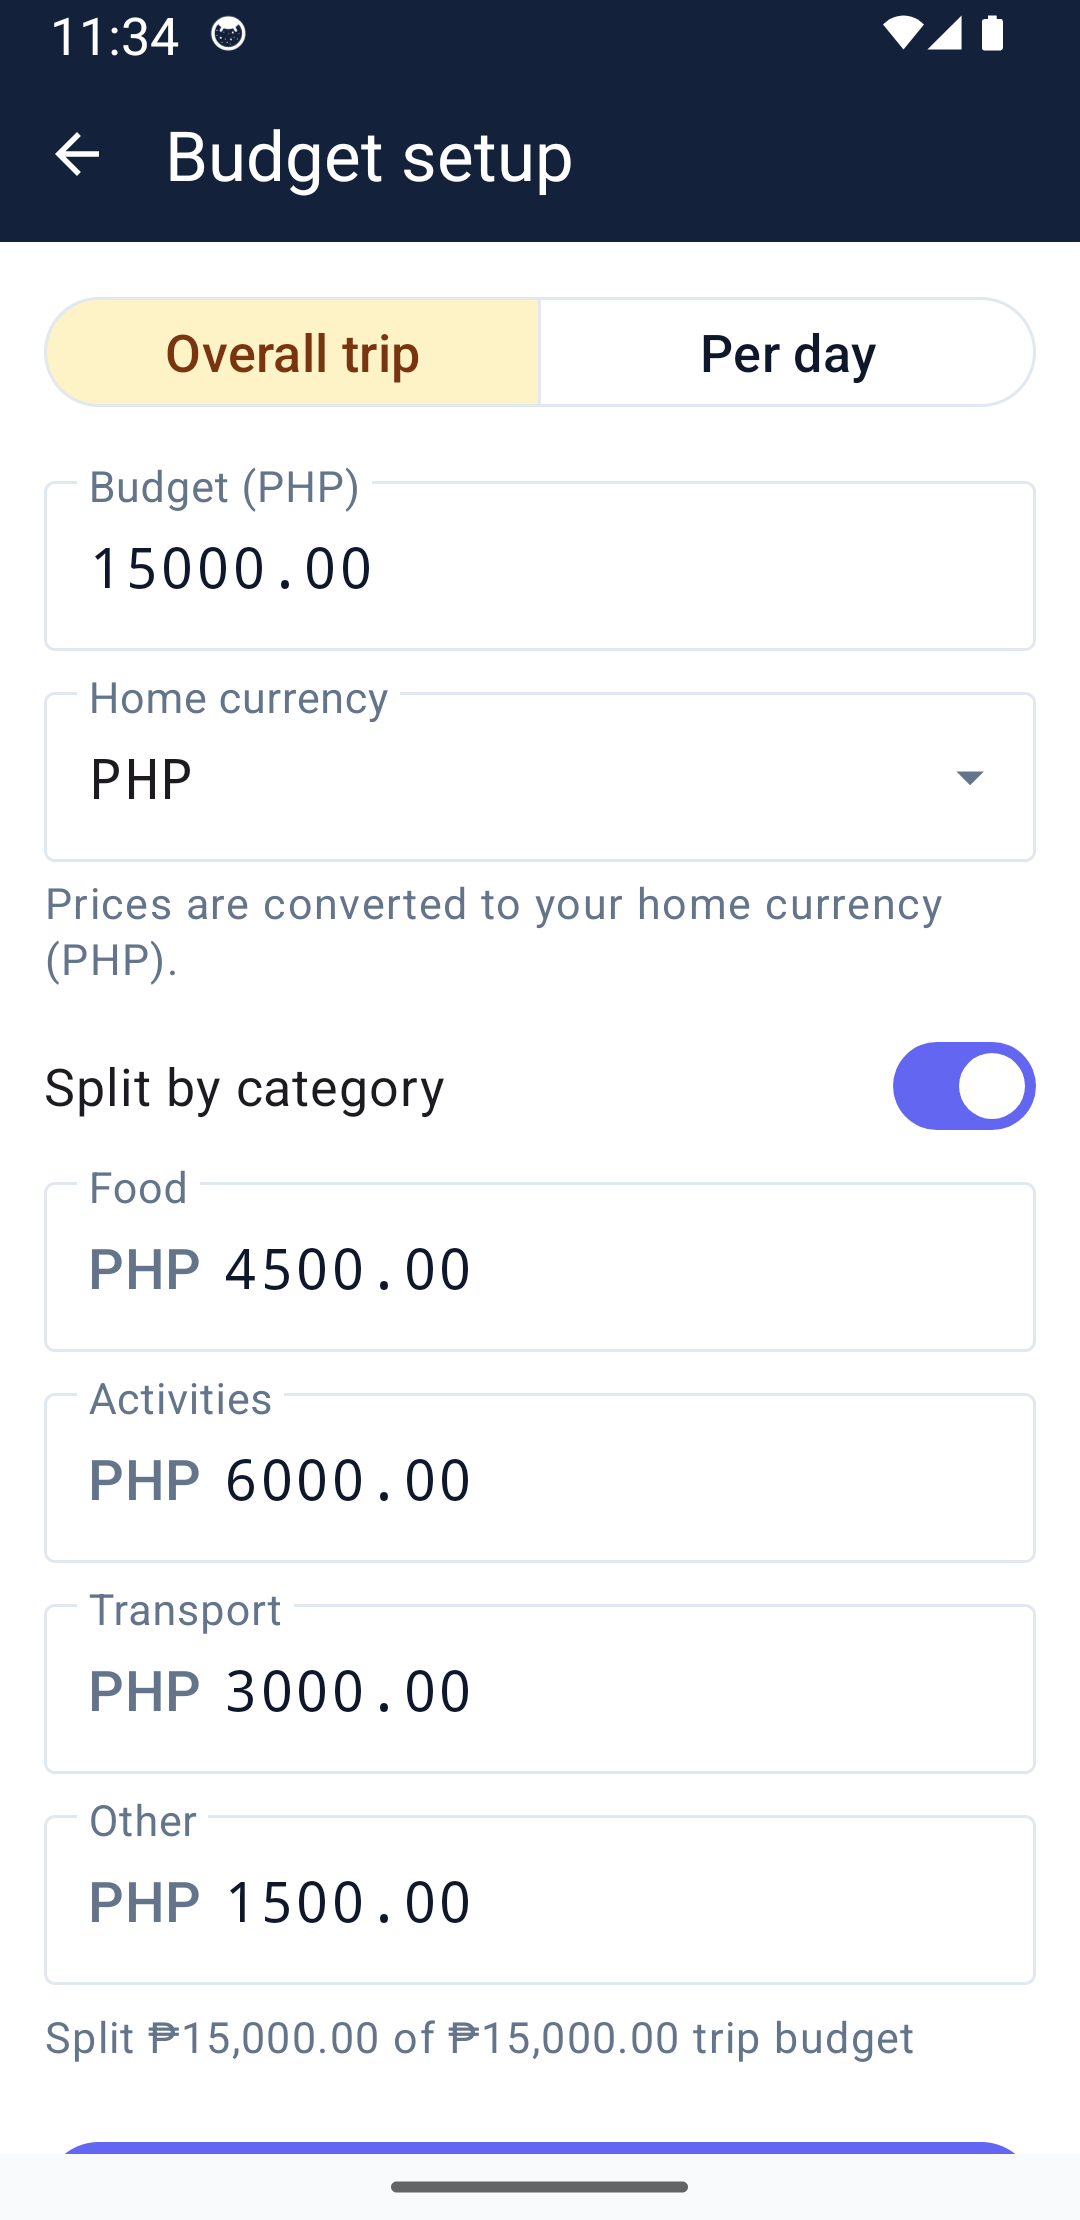 11:34
Budget setup
Overall trip
Per day
Budget (PHP)
15000.00
Home currency
PHP
Prices are converted to your home currency
(PHP).
Split by category
Food
PHP 4500.00
Activities
PHP 6000.00
Transport
PHP 3000.00
Other
PHP 1500.00
Split ₱15,000.00 of ₱15,000.00 trip budget